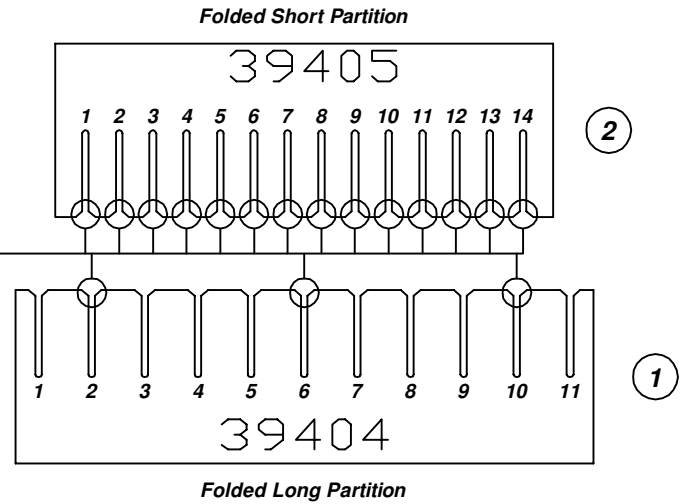 Folded Short Partition
39405
1 2 3 4 5 6 7 8 9 10 11 12 13 14
2
1 2 3 4 5 6 7 8 9 10 11
1
39404
Folded Long Partition